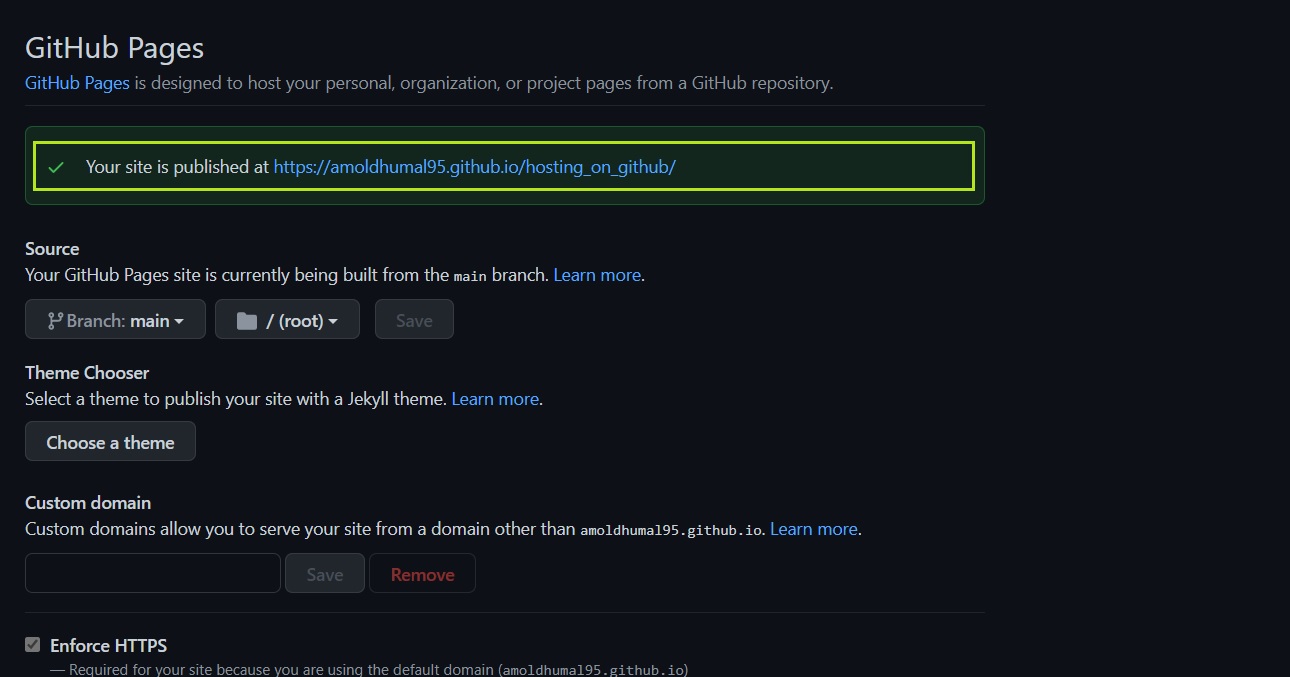 GitHub Pages
GitHub Pages is designed to host your personal, organization, or project pages from a GitHub repository.
Your site is published at https://amoldhumal95.github.io/hosting_on_github/
Source
Your GitHub Pages site is currently being built from the main branch. Learn more.
Branch: main / (root) Save
Theme Chooser
Select a theme to publish your site with a Jekyll theme. Learn more.
Choose a theme
Custom domain
Custom domains allow you to serve your site from a domain other than amoldhumal95.github.io. Learn more.
Save Remove
Enforce HTTPS
— Required for your site because you are using the default domain (amoldhumal95.github.io)